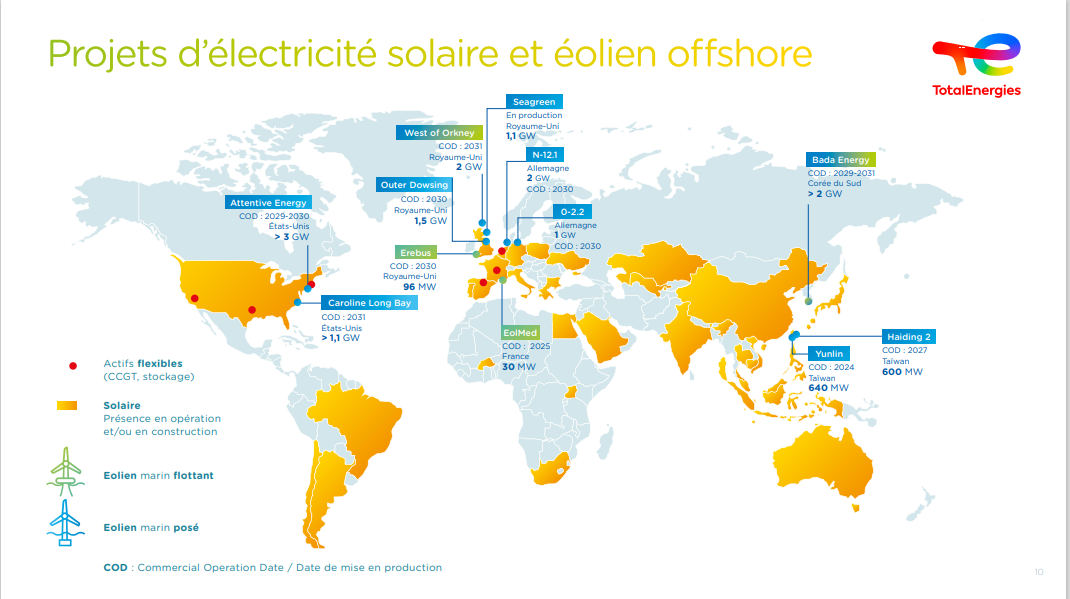 Projets d'électricité solaire et éolien offshore
TotalEnergies
Seagreen
En production
Royaume-Uni
1,1 GW
West of Orkney
COD : 2031
Royaume-Uni
2 GW
N-12.1
Allemagne
2 GW
COD : 2030
Bada Energy
COD : 2029-2031
Corée du Sud
> 2 GW
Outer Dowsing
COD : 2030
Royaume-Uni
1,5 GW
Attentive Energy
COD : 2029-2030
États-Unis
> 3 GW
O-2.2
Allemagne
1 GW
COD : 2030
Erebus
COD : 2030
Royaume-Uni
96 MW
Caroline Long Bay
COD : 2031
États-Unis
> 1,1 GW
EolMed
COD : 2025
France
30 MW
Haiding 2
COD : 2027
Taïwan
600 MW
Yunlin
COD : 2024
Taïwan
640 MW
Actifs flexibles
(CCGT, stockage)
Solaire
Présence en opération
et/ou en construction
Eolien marin flottant
Eolien marin posé
COD : Commercial Operation Date / Date de mise en production
10